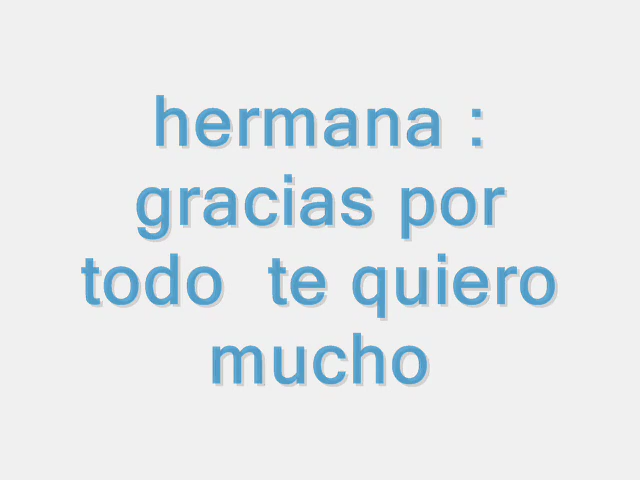 hermana :
gracias por
todo  te quiero
mucho